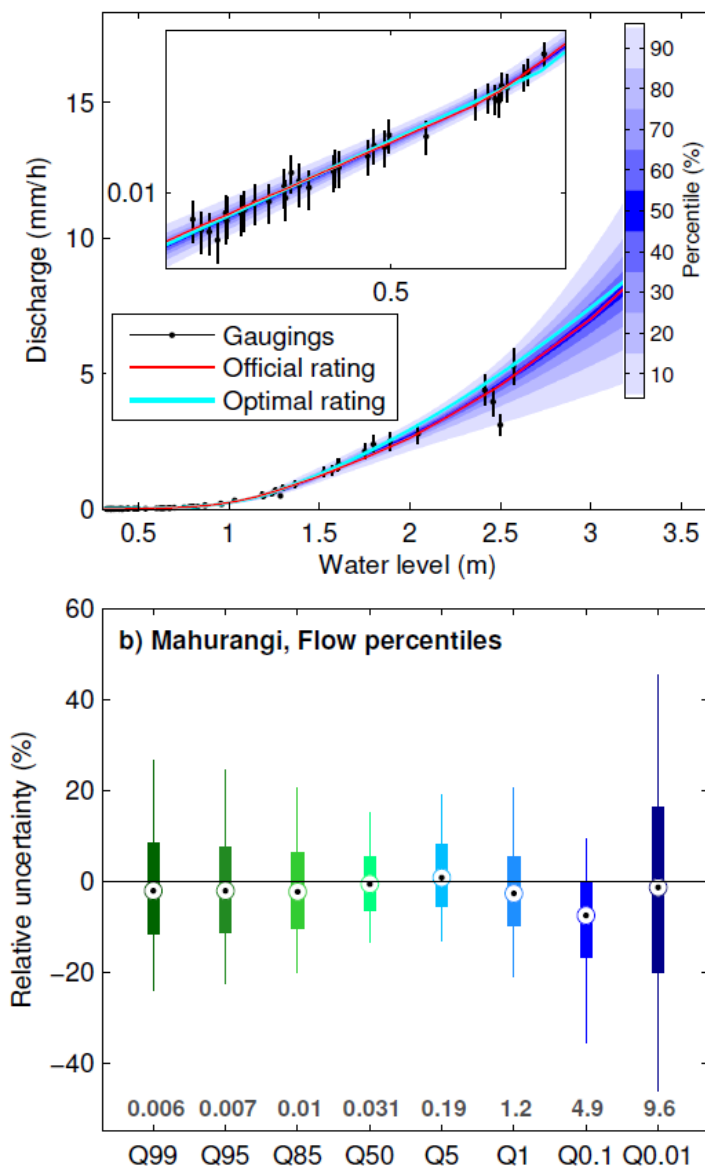 15
10
5
0
Discharge (mm/h)
0.01
0.5
Gaugings
Official rating
Optimal rating
90
80
70
60
50
40
30
20
10
Percentile (%)
0.5 1 1.5 2 2.5 3 3.5
Water level (m)
b) Mahurangi, Flow percentiles
60
40
20
0
−20
−40
Relative uncertainty (%)
0.006 0.007 0.01 0.031 0.19 1.2 4.9 9.6
Q99 Q95 Q85 Q50 Q5 Q1 Q0.1 Q0.01